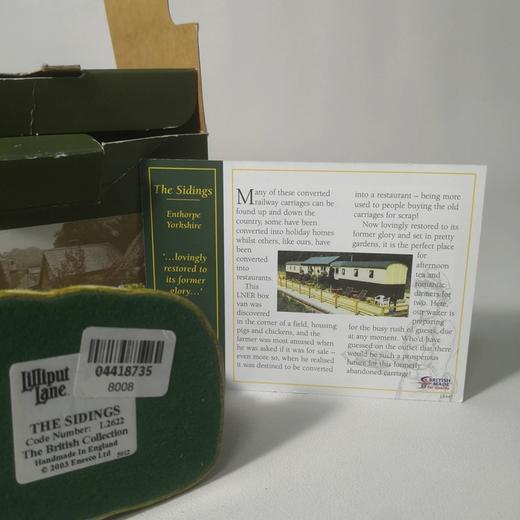 The Sidings
Enthorpe
Yorkshire
'...lovingly
restored to
its former
glory...'
Many of these converted
railway carriages can be
found up and down the
country, some have been
converted into holiday homes
whilst others, like ours, have
been
converted
into
restaurants.
This
LNER box
van was
discovered
in the corner of a field, housing
pigs and chickens, and the
farmer was most amused when
he was asked if it was for sale –
even more so, when he realised
it was destined to be converted
into a restaurant – being more
used to people buying the old
carriages for scrap!
Now lovingly restored to its
former glory and set in pretty
gardens, it is the perfect place
for
afternoon
tea and
romantic
dinners for
two. Here,
our waiter is
preparing
for the busy rush of guests, due
at any moment. Who'd have
guessed on the outset that there
would be such a prosperous
future for this formerly
abandoned carriage.
BRITISH
MADE
for Quality
Lilliput
Lane
04418735
8008
THE SIDINGS
Code Number: L2622
The British Collection
Handmade In England
© 2003 Enesco Ltd